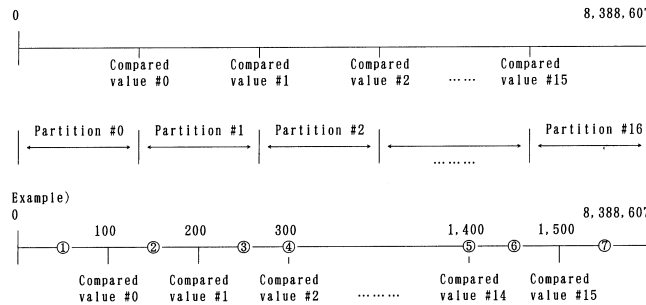 0 8,388,607
Compared Compared Compared Compared
value #0 value #1 value #2 ...... value #15
Partition #0 Partition #1 Partition #2 Partition #16
.........
Example)
0 8,388,607
100 200 300 1,400 1,500
① ② ③ ④ ⑤ ⑥ ⑦
Compared Compared Compared Compared Compared
value #0 value #1 value #2 ......... value #14 value #15